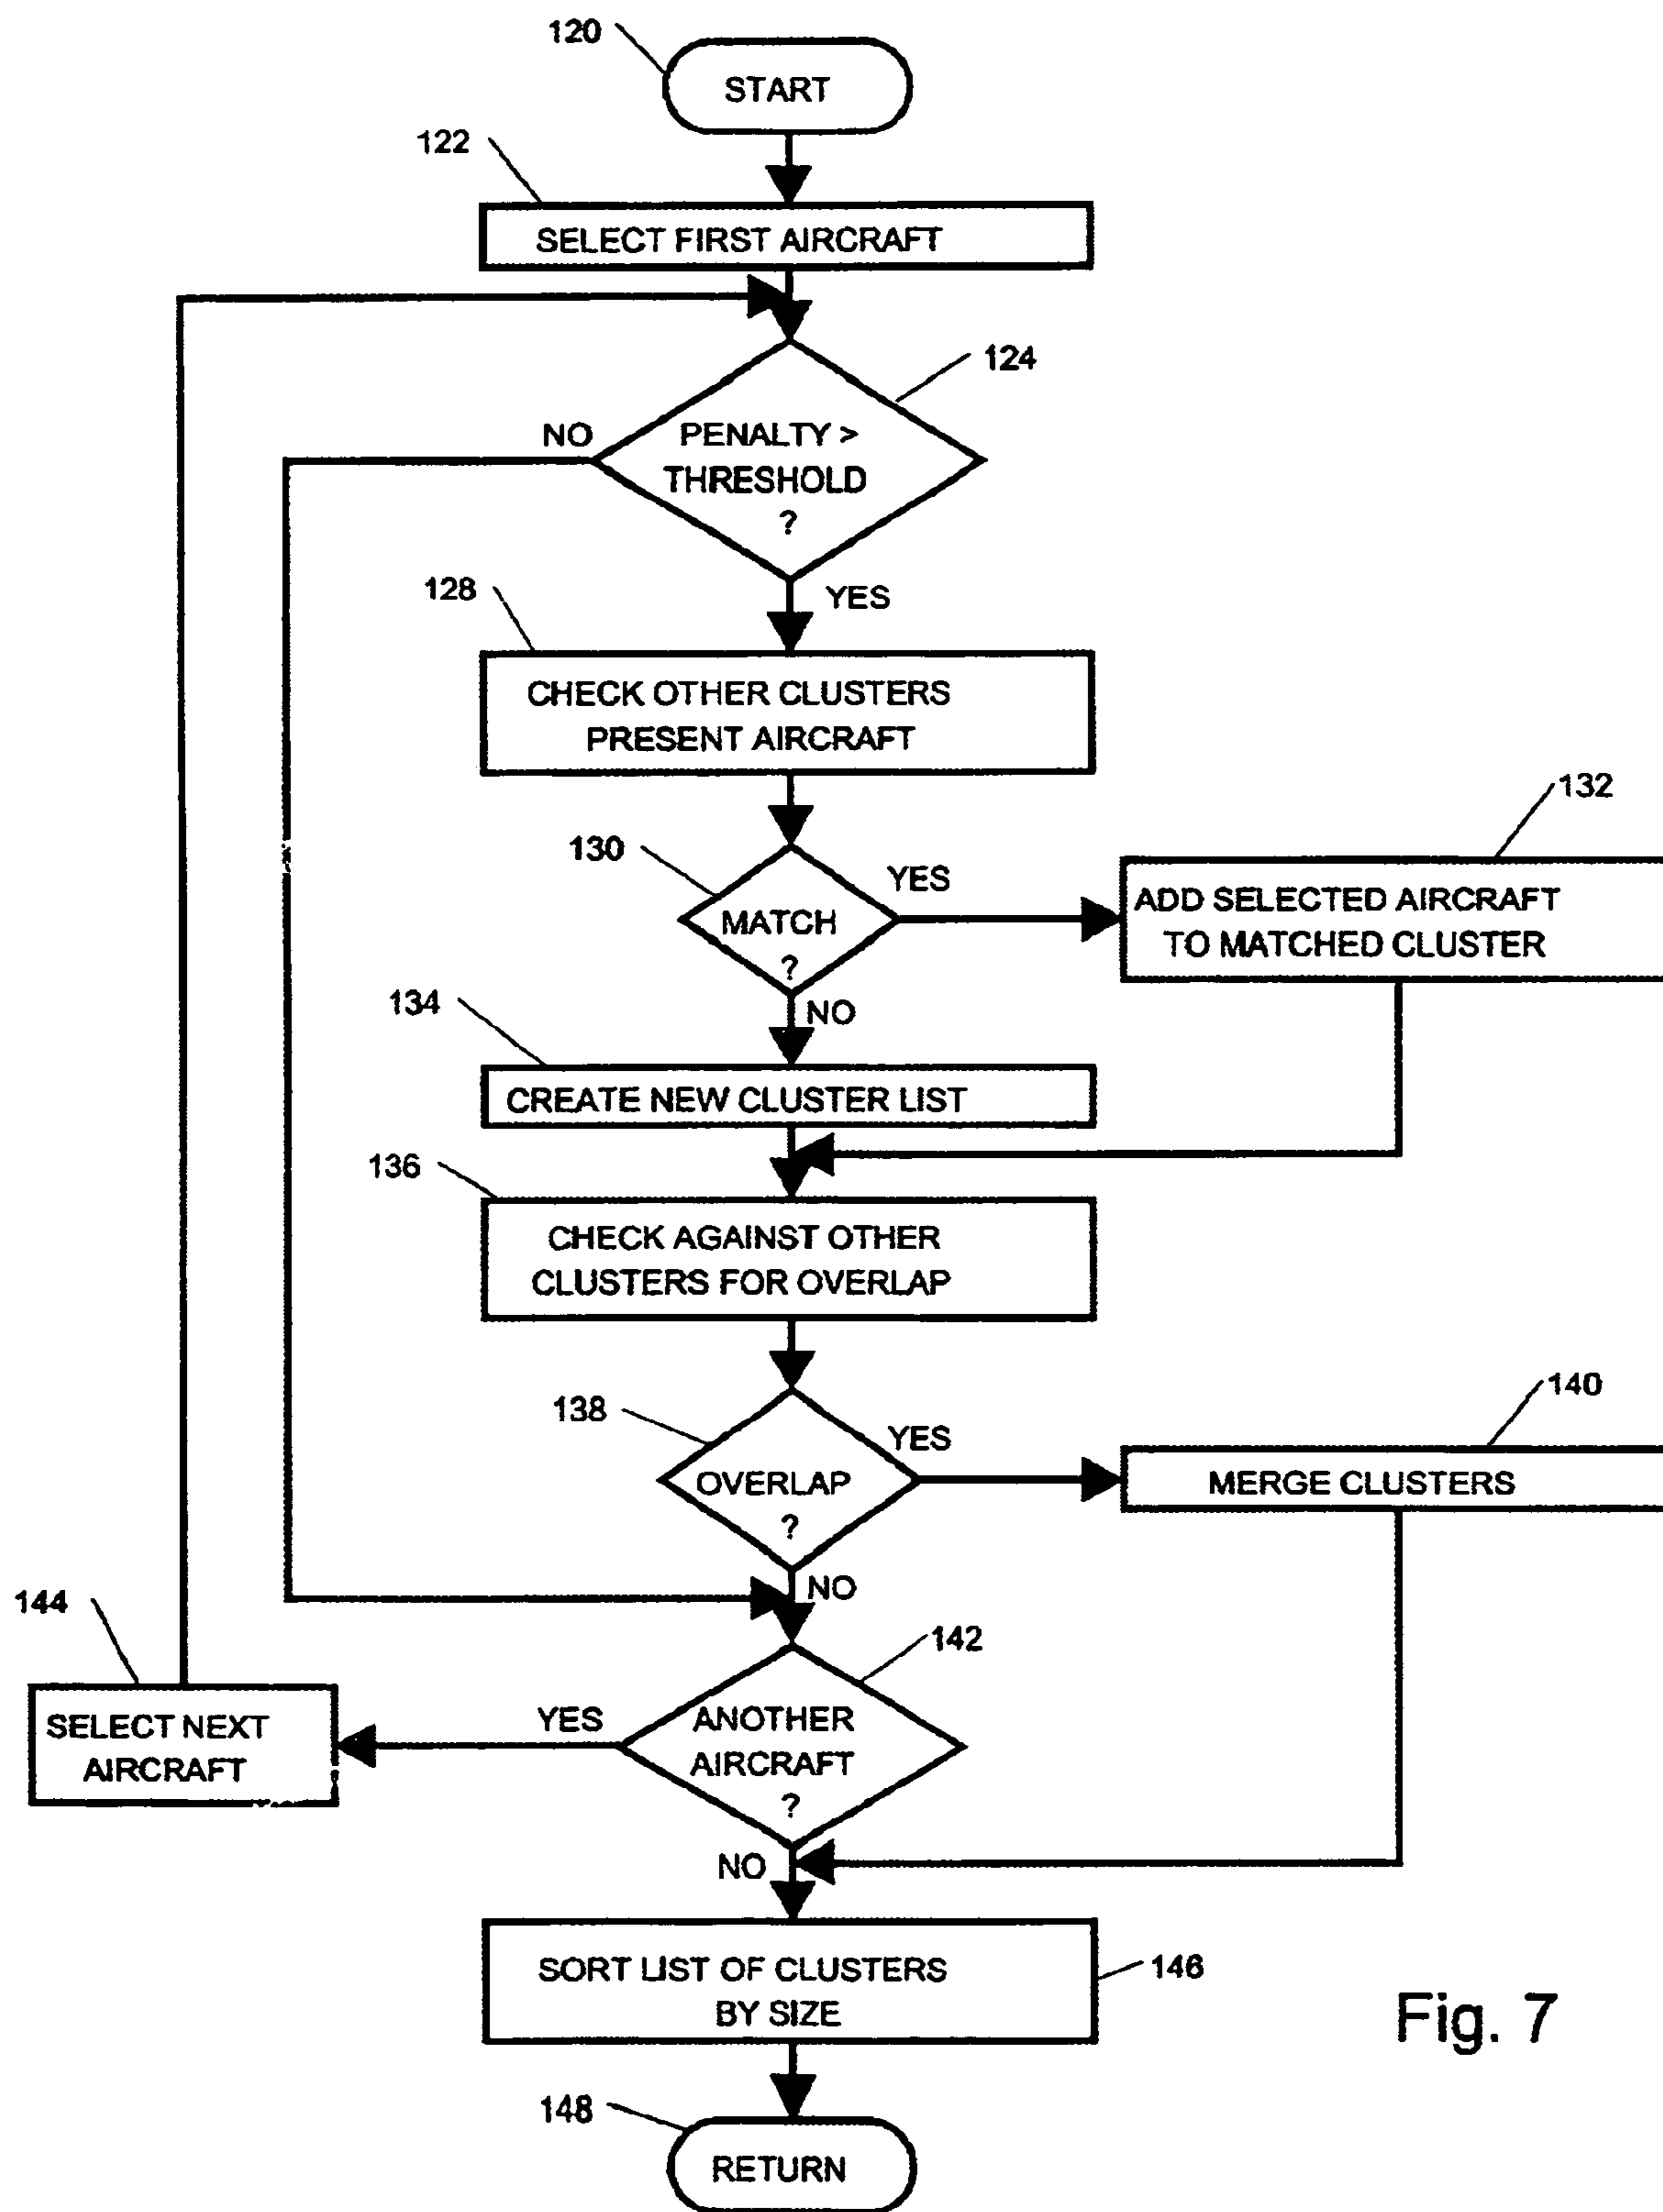 120
START
122
SELECT FIRST AIRCRAFT
124
NO
PENALTY >
THRESHOLD
?
128
YES
CHECK OTHER CLUSTERS
PRESENT AIRCRAFT
132
130
YES
MATCH
?
ADD SELECTED AIRCRAFT
TO MATCHED CLUSTER
134
NO
CREATE NEW CLUSTER LIST
136
CHECK AGAINST OTHER
CLUSTERS FOR OVERLAP
140
138
YES
OVERLAP
?
MERGE CLUSTERS
NO
144
142
SELECT NEXT
AIRCRAFT
YES
ANOTHER
AIRCRAFT
?
NO
SORT LIST OF CLUSTERS
BY SIZE
146
Fig. 7
148
RETURN